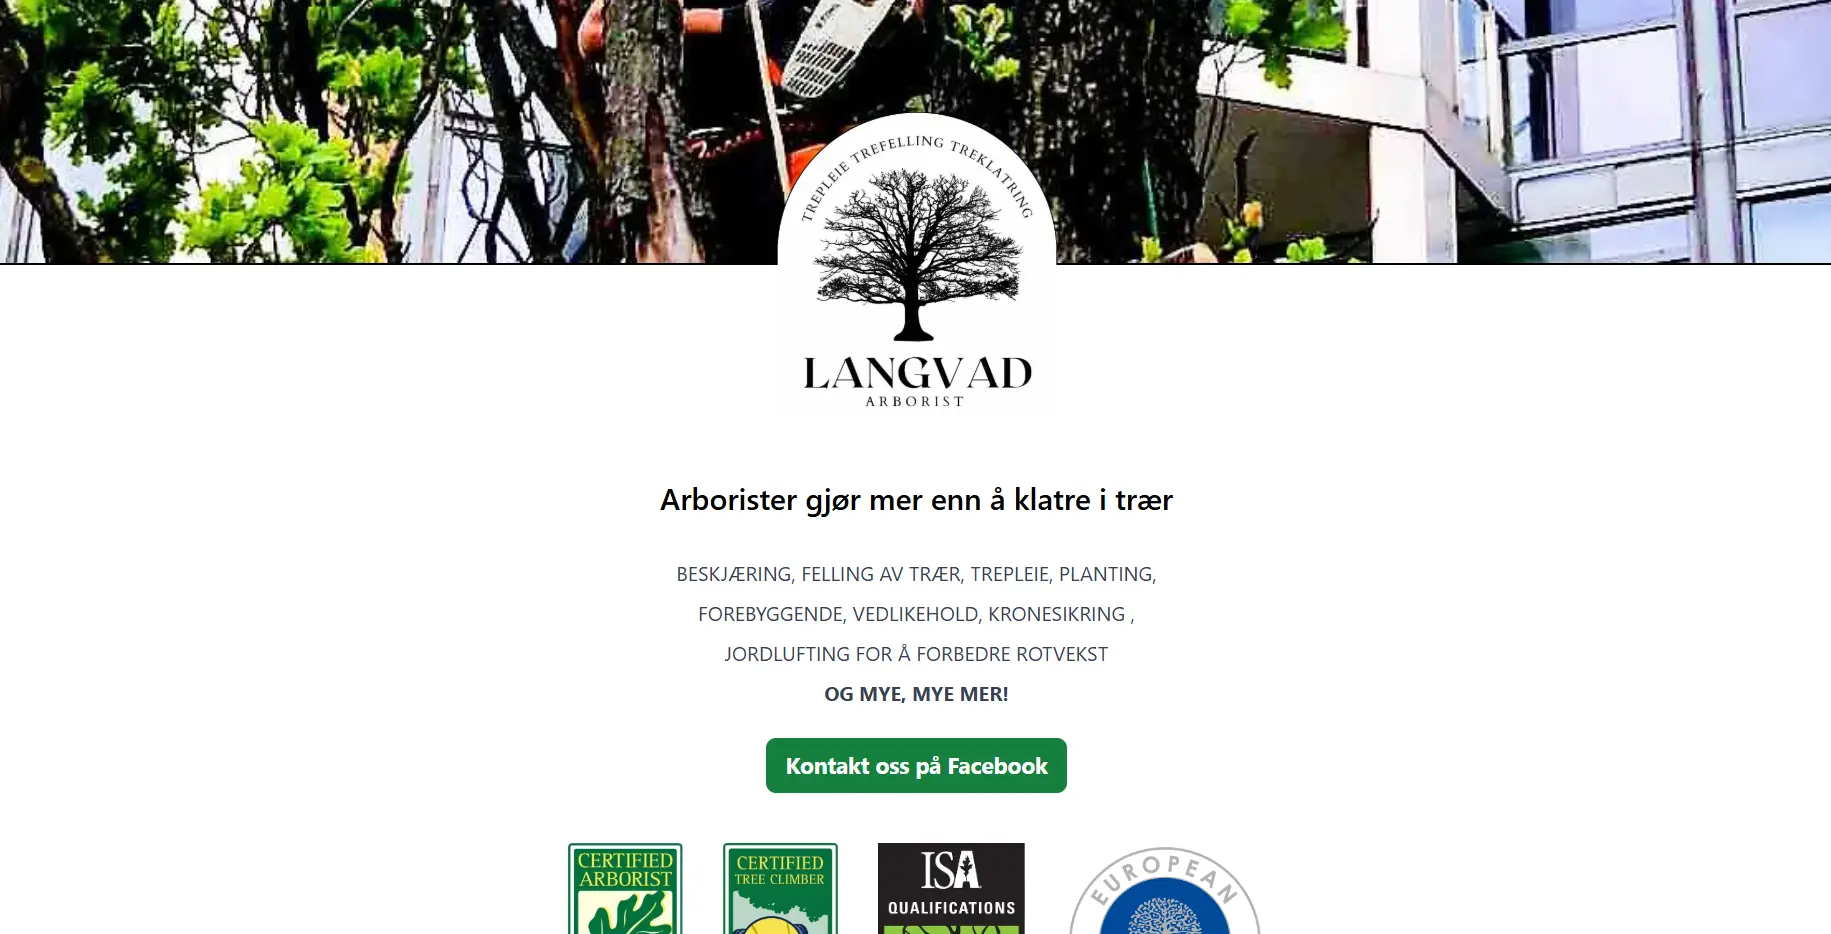 TREPLEIE TREFELLING TREKLATRING
LANGVAD
ARBORIST
Arborister gjør mer enn å klatre i trær
BESKJÆRING, FELLING AV TRÆR, TREPLEIE, PLANTING,
FOREBYGGENDE, VEDLIKEHOLD, KRONESIKRING ,
JORDLUFTING FOR Å FORBEDRE ROTVEKST
OG MYE, MYE MER!
Kontakt oss på Facebook
CERTIFIED
ARBORIST
CERTIFIED
TREE CLIMBER
ISA
QUALIFICATIONS
EUROPEAN